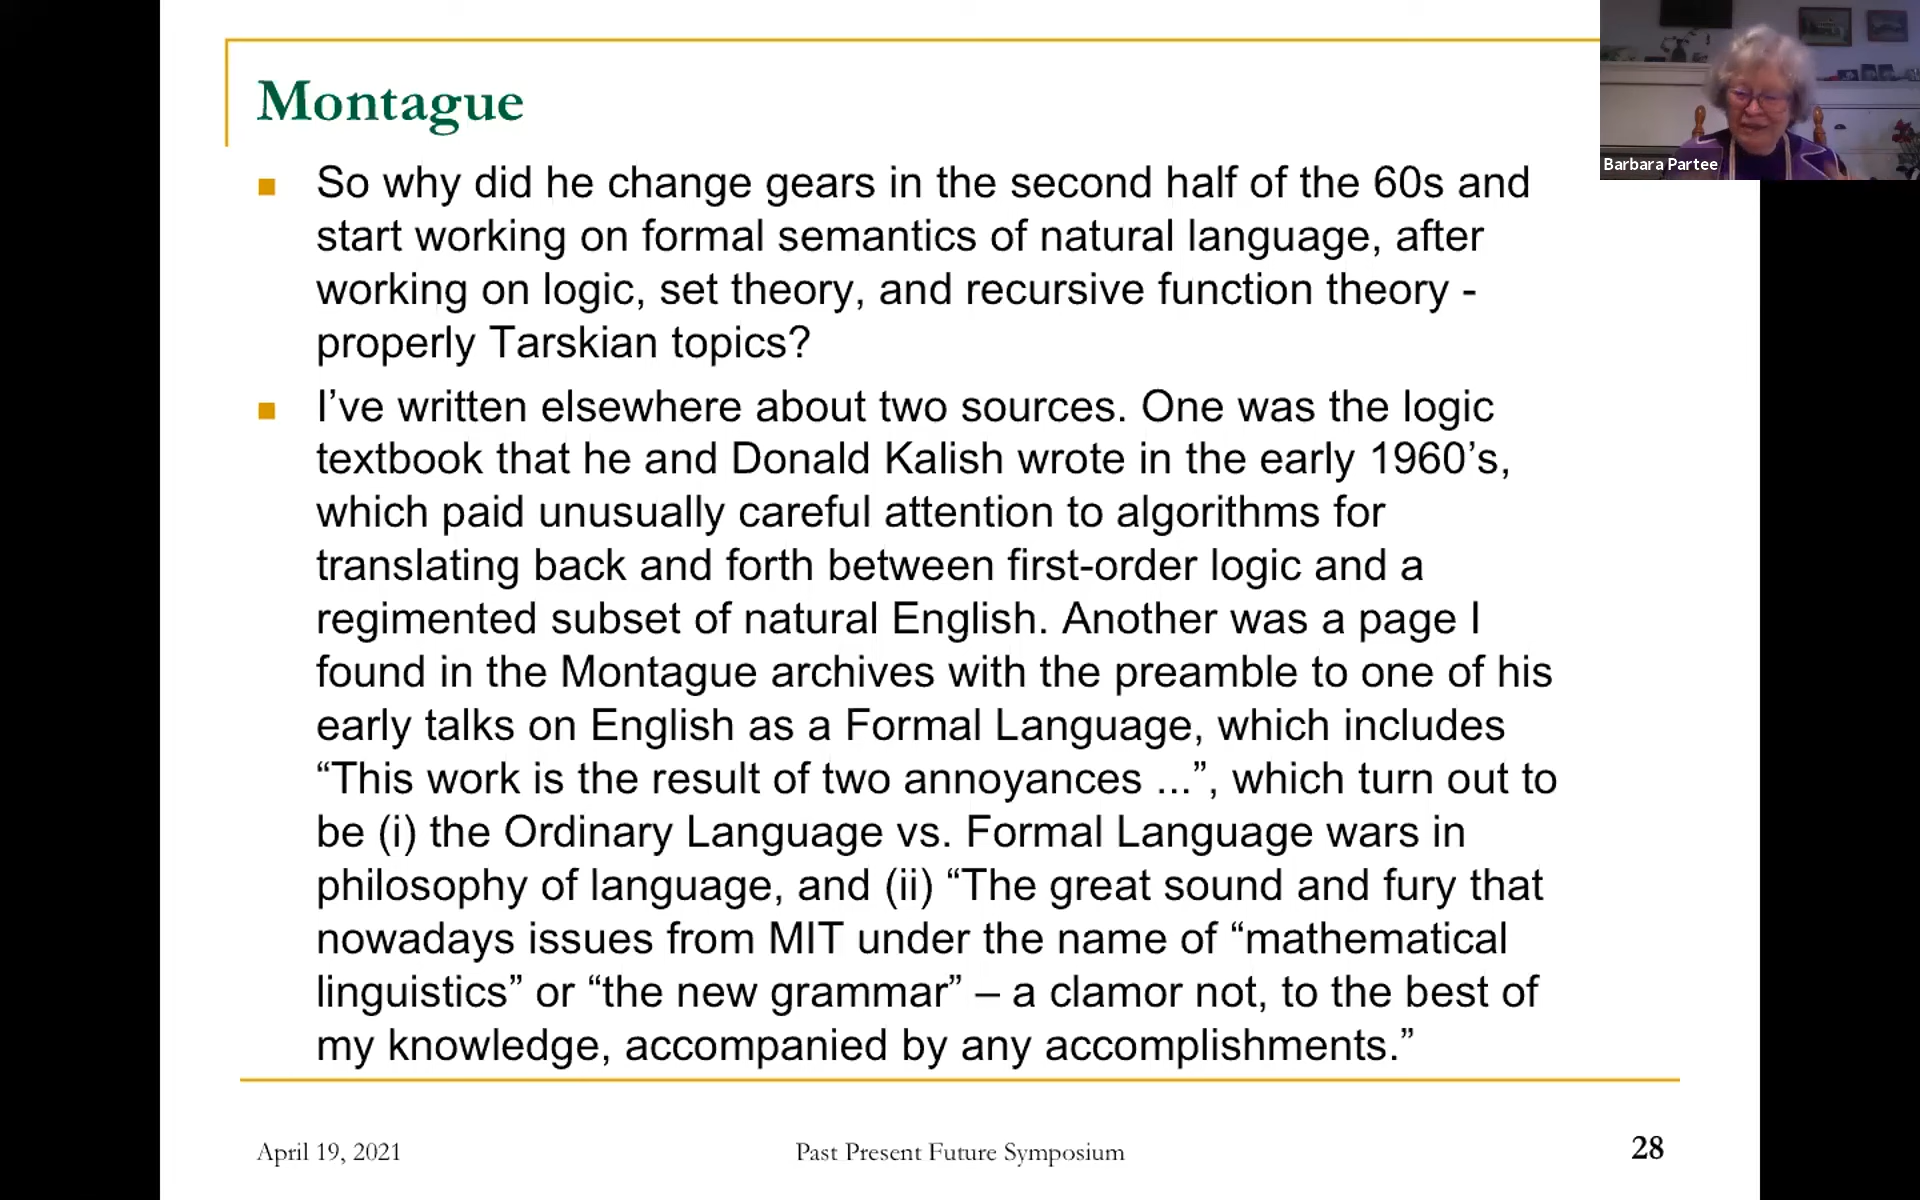 Montague
So why did he change gears in the second half of the 60s and
start working on formal semantics of natural language, after
working on logic, set theory, and recursive function theory -
properly Tarskian topics?
I’ve written elsewhere about two sources. One was the logic
textbook that he and Donald Kalish wrote in the early 1960’s,
which paid unusually careful attention to algorithms for
translating back and forth between first-order logic and a
regimented subset of natural English. Another was a page I
found in the Montague archives with the preamble to one of his
early talks on English as a Formal Language, which includes
“This work is the result of two annoyances ...”, which turn out to
be (i) the Ordinary Language vs. Formal Language wars in
philosophy of language, and (ii) “The great sound and fury that
nowadays issues from MIT under the name of “mathematical
linguistics” or “the new grammar” – a clamor not, to the best of
my knowledge, accompanied by any accomplishments.”
April 19, 2021
Past Present Future Symposium
28
Barbara Partee